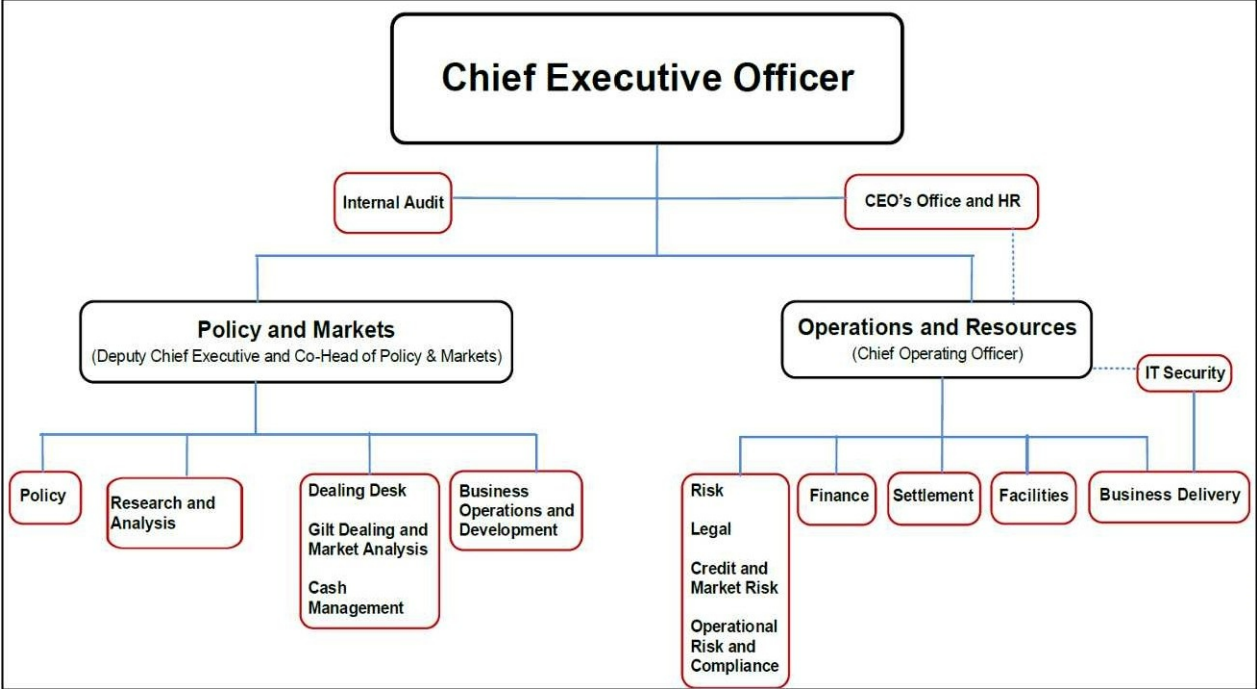 Chief Executive Officer
Internal Audit
CEO's Office and HR
Policy and Markets
(Deputy Chief Executive and Co-Head of Policy & Markets)
Operations and Resources
(Chief Operating Officer)
IT Security
Policy
Research and
Analysis
Dealing Desk
Gilt Dealing and
Market Analysis
Cash
Management
Business
Operations and
Development
Risk
Legal
Credit and
Market Risk
Operational
Risk and
Compliance
Finance
Settlement
Facilities
Business Delivery